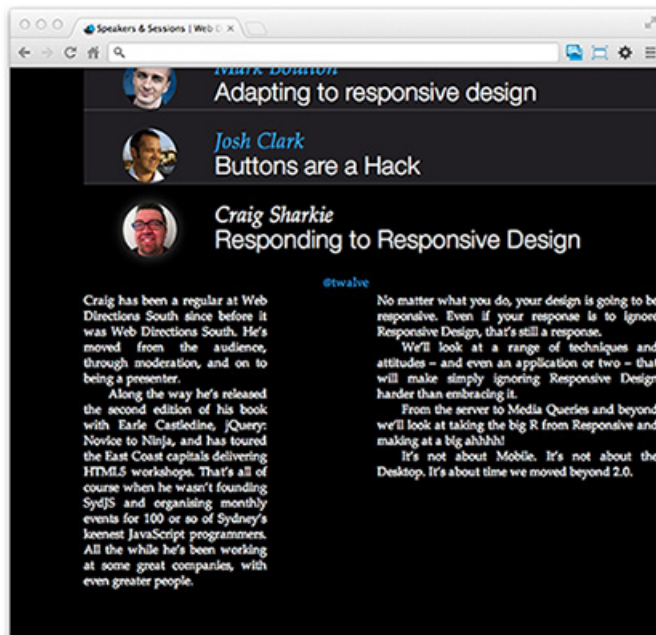 Speakers & Sessions | Web D
Mark Boulton
Adapting to responsive design
Josh Clark
Buttons are a Hack
Craig Sharkie
Responding to Responsive Design
@twalve
Craig has been a regular at Web
Directions South since before it
was Web Directions South. He's
moved from the audience,
through moderation, and on to
being a presenter.
Along the way he's released
the second edition of his book
with Earle Castledine, jQuery:
Novice to Ninja, and has toured
the East Coast capitals delivering
HTML5 workshops. That's all of
course when he wasn't founding
SydJS and organising monthly
events for 100 or so of Sydney's
keenest JavaScript programmers.
All the while he's been working
at some great companies, with
even greater people.
No matter what you do, your design is going to be
responsive. Even if your response is to ignore
Responsive Design, that's still a response.
We'll look at a range of techniques and
attitudes – and even an application or two – that
will make simply ignoring Responsive Design
harder than embracing it.
From the server to Media Queries and beyond
we'll look at taking the big R from Responsive and
making at a big ahhhh!
It's not about Mobile. It's not about the
Desktop. It's about time we moved beyond 2.0.